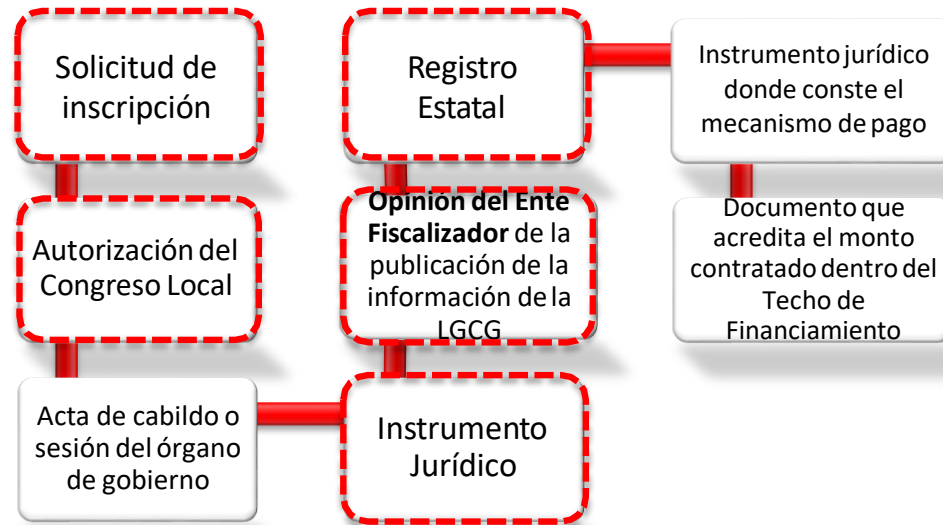 Solicitud de
inscripción
Autorización del
Congreso Local
Acta de cabildo o
sesión del órgano
de gobierno
Instrumento
Jurídico
Opinión del Ente
Fiscalizador de la
publicación de la
información de la
LGCG
Registro
Estatal
Instrumento jurídico
donde conste el
mecanismo de pago
Documento que
acredita el monto
contratado dentro del
Techo de
Financiamiento